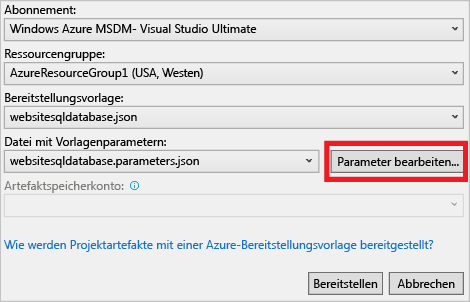 Abonnement:
Windows Azure MSDM- Visual Studio Ultimate
Ressourcengruppe:
AzureResourceGroup1 (USA, Westen)
Bereitstellungsvorlage:
websitesqldatabase.json
Datei mit Vorlagenparametern:
websitesqldatabase.parameters.json
Parameter bearbeiten...
Artefaktspeicherkonto:
Wie werden Projektartefakte mit einer Azure-Bereitstellungsvorlage bereitgestellt?
Bereitstellen
Abbrechen